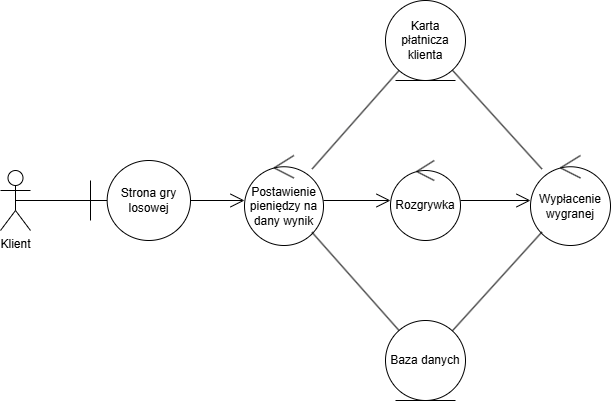 Karta
płatnicza
klienta
Klient
Strona gry
losowej
Postawienie
pieniędzy na
dany wynik
Rozgrywka
Wypłacenie
wygranej
Baza danych